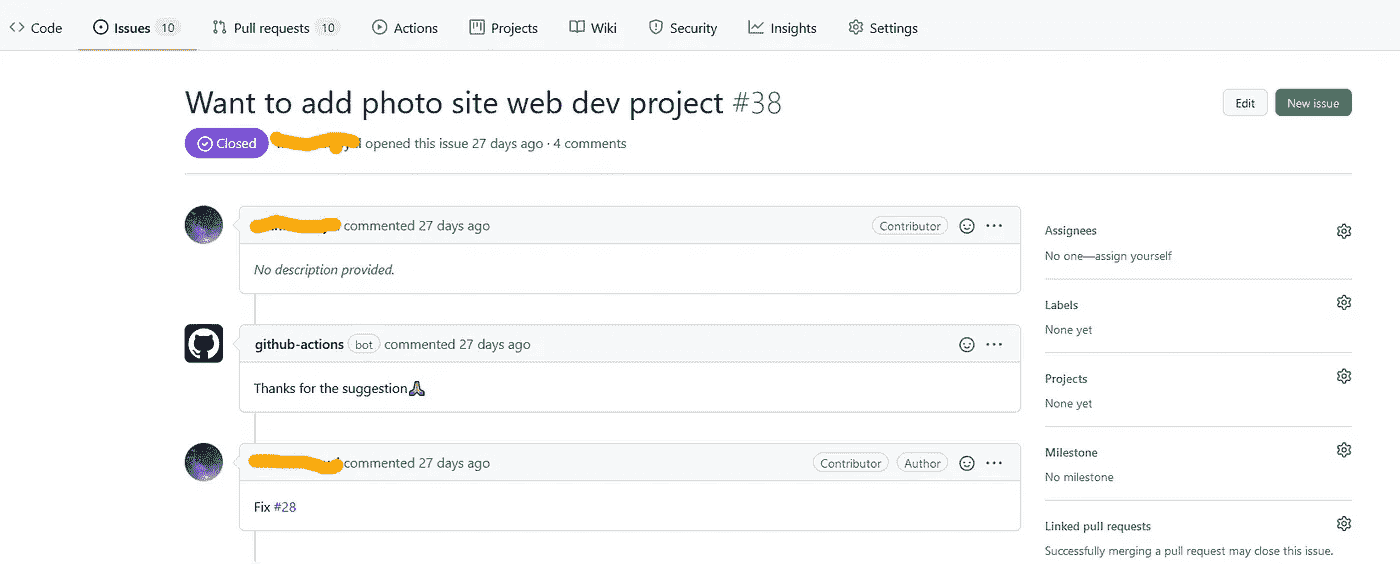 Code Issues 10 Pull requests 10 Actions Projects Wiki Security Insights Settings
Want to add photo site web dev project #38
Edit New issue
Closed opened this issue 27 days ago · 4 comments
commented 27 days ago Contributor
No description provided.
github-actions bot commented 27 days ago
Thanks for the suggestion🙏
commented 27 days ago Contributor Author
Fix #28
Assignees
No one—assign yourself
Labels
None yet
Projects
None yet
Milestone
No milestone
Linked pull requests
Successfully merging a pull request may close this issue.